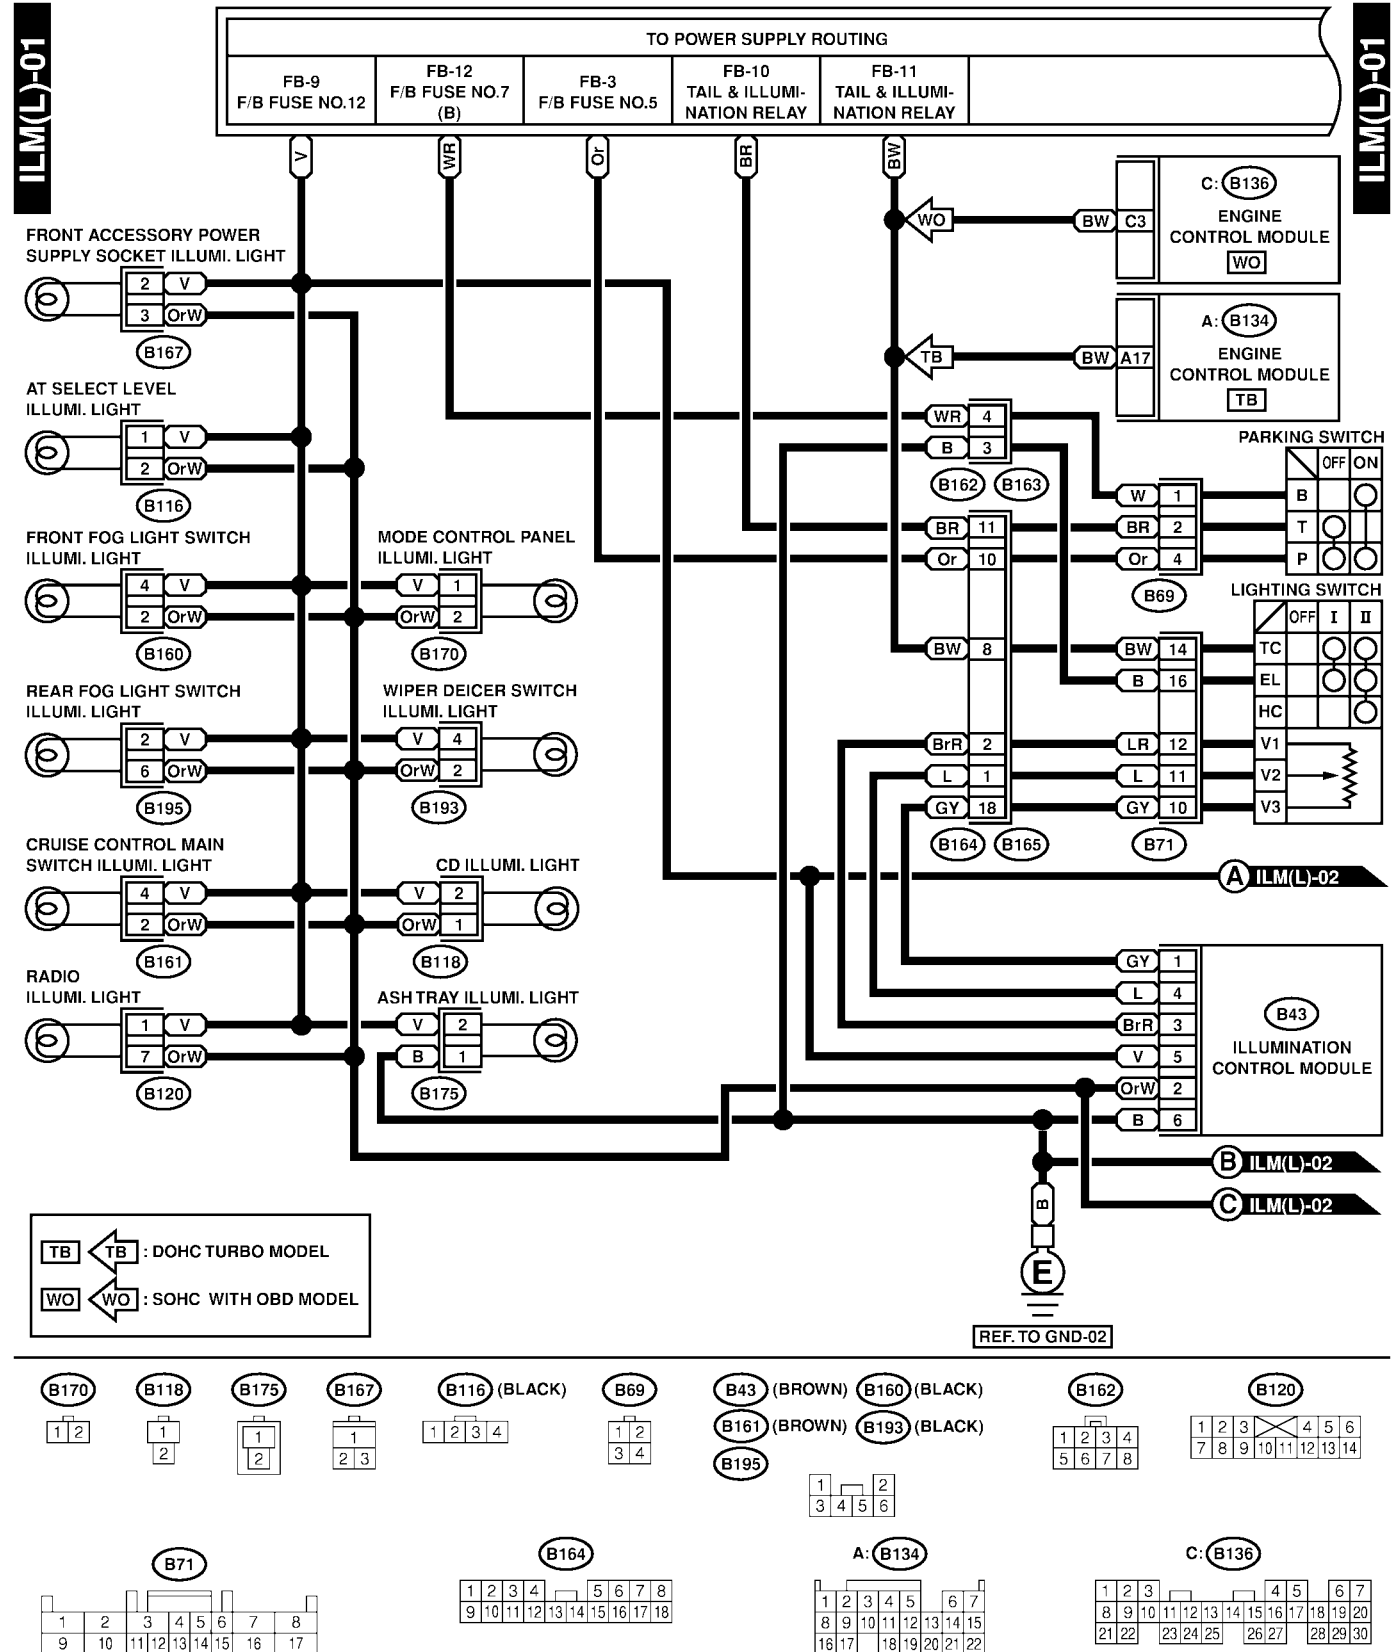 ILM(L)-01
ILM(L)-01
TO POWER SUPPLY ROUTING
FB-9
F/B FUSE NO.12
FB-12
F/B FUSE NO.7
(B)
FB-3
F/B FUSE NO.5
FB-10
TAIL & ILLUMI-
NATION RELAY
FB-11
TAIL & ILLUMI-
NATION RELAY
V
WR
Or
BR
BW
WO
BW C3
C: B136
ENGINE
CONTROL MODULE
WO
TB
BW A17
A: B134
ENGINE
CONTROL MODULE
TB
FRONT ACCESSORY POWER
SUPPLY SOCKET ILLUMI. LIGHT
2 V
3 OrW
B167
AT SELECT LEVEL
ILLUMI. LIGHT
1 V
2 OrW
B116
FRONT FOG LIGHT SWITCH
ILLUMI. LIGHT
4 V
2 OrW
B160
MODE CONTROL PANEL
ILLUMI. LIGHT
V 1
OrW 2
B170
REAR FOG LIGHT SWITCH
ILLUMI. LIGHT
2 V
6 OrW
B195
WIPER DEICER SWITCH
ILLUMI. LIGHT
V 4
OrW 2
B193
CRUISE CONTROL MAIN
SWITCH ILLUMI. LIGHT
4 V
2 OrW
B161
CD ILLUMI. LIGHT
V 2
OrW 1
B118
RADIO
ILLUMI. LIGHT
1 V
7 OrW
B120
ASH TRAY ILLUMI. LIGHT
V 2
B 1
B175
WR 4
B 3
B162 B163
BR 11
Or 10
BW 8
BrR 2
L 1
GY 18
B164 B165
PARKING SWITCH
OFF ON
W 1 B
BR 2 T
Or 4 P
B69
LIGHTING SWITCH
OFF I II
BW 14 TC
B 16 EL
HC
LR 12 V1
L 11 V2
GY 10 V3
B71
A ILM(L)-02
GY 1
L 4
BrR 3
V 5
OrW 2
B 6
B43
ILLUMINATION
CONTROL MODULE
B ILM(L)-02
C ILM(L)-02
B
E
REF. TO GND-02
TB TB : DOHC TURBO MODEL
WO WO : SOHC WITH OBD MODEL
B170
1 2
B118
1
2
B175
1
2
B167
1
2 3
B116 (BLACK)
1 2 3 4
B69
1 2
3 4
B43 (BROWN) B160 (BLACK)
B161 (BROWN) B193 (BLACK)
B195
1 2
3 4 5 6
B162
1 2 3 4
5 6 7 8
B120
1 2 3 4 5 6
7 8 9 10 11 12 13 14
B71
1 2 3 4 5 6 7 8
9 10 11 12 13 14 15 16 17
B164
1 2 3 4 5 6 7 8
9 10 11 12 13 14 15 16 17 18
A: B134
1 2 3 4 5 6 7
8 9 10 11 12 13 14 15
16 17 18 19 20 21 22
C: B136
1 2 3 4 5 6 7
8 9 10 11 12 13 14 15 16 17 18 19 20
21 22 23 24 25 26 27 28 29 30